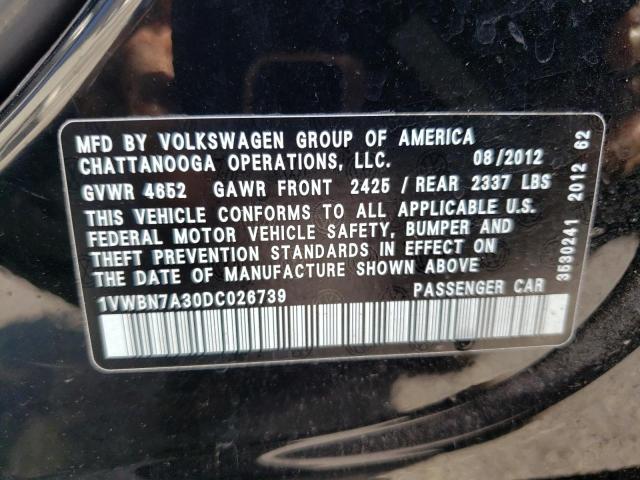 MFD BY VOLKSWAGEN GROUP OF AMERICA
CHATTANOOGA OPERATIONS, LLC. 08/2012
GVWR 4652 GAWR FRONT 2425 / REAR 2337 LBS
THIS VEHICLE CONFORMS TO ALL APPLICABLE U.S.
FEDERAL MOTOR VEHICLE SAFETY, BUMPER AND
THEFT PREVENTION STANDARDS IN EFFECT ON
THE DATE OF MANUFACTURE SHOWN ABOVE
1VWBN7A30DC026739 PASSENGER CAR
3530241 2012 62